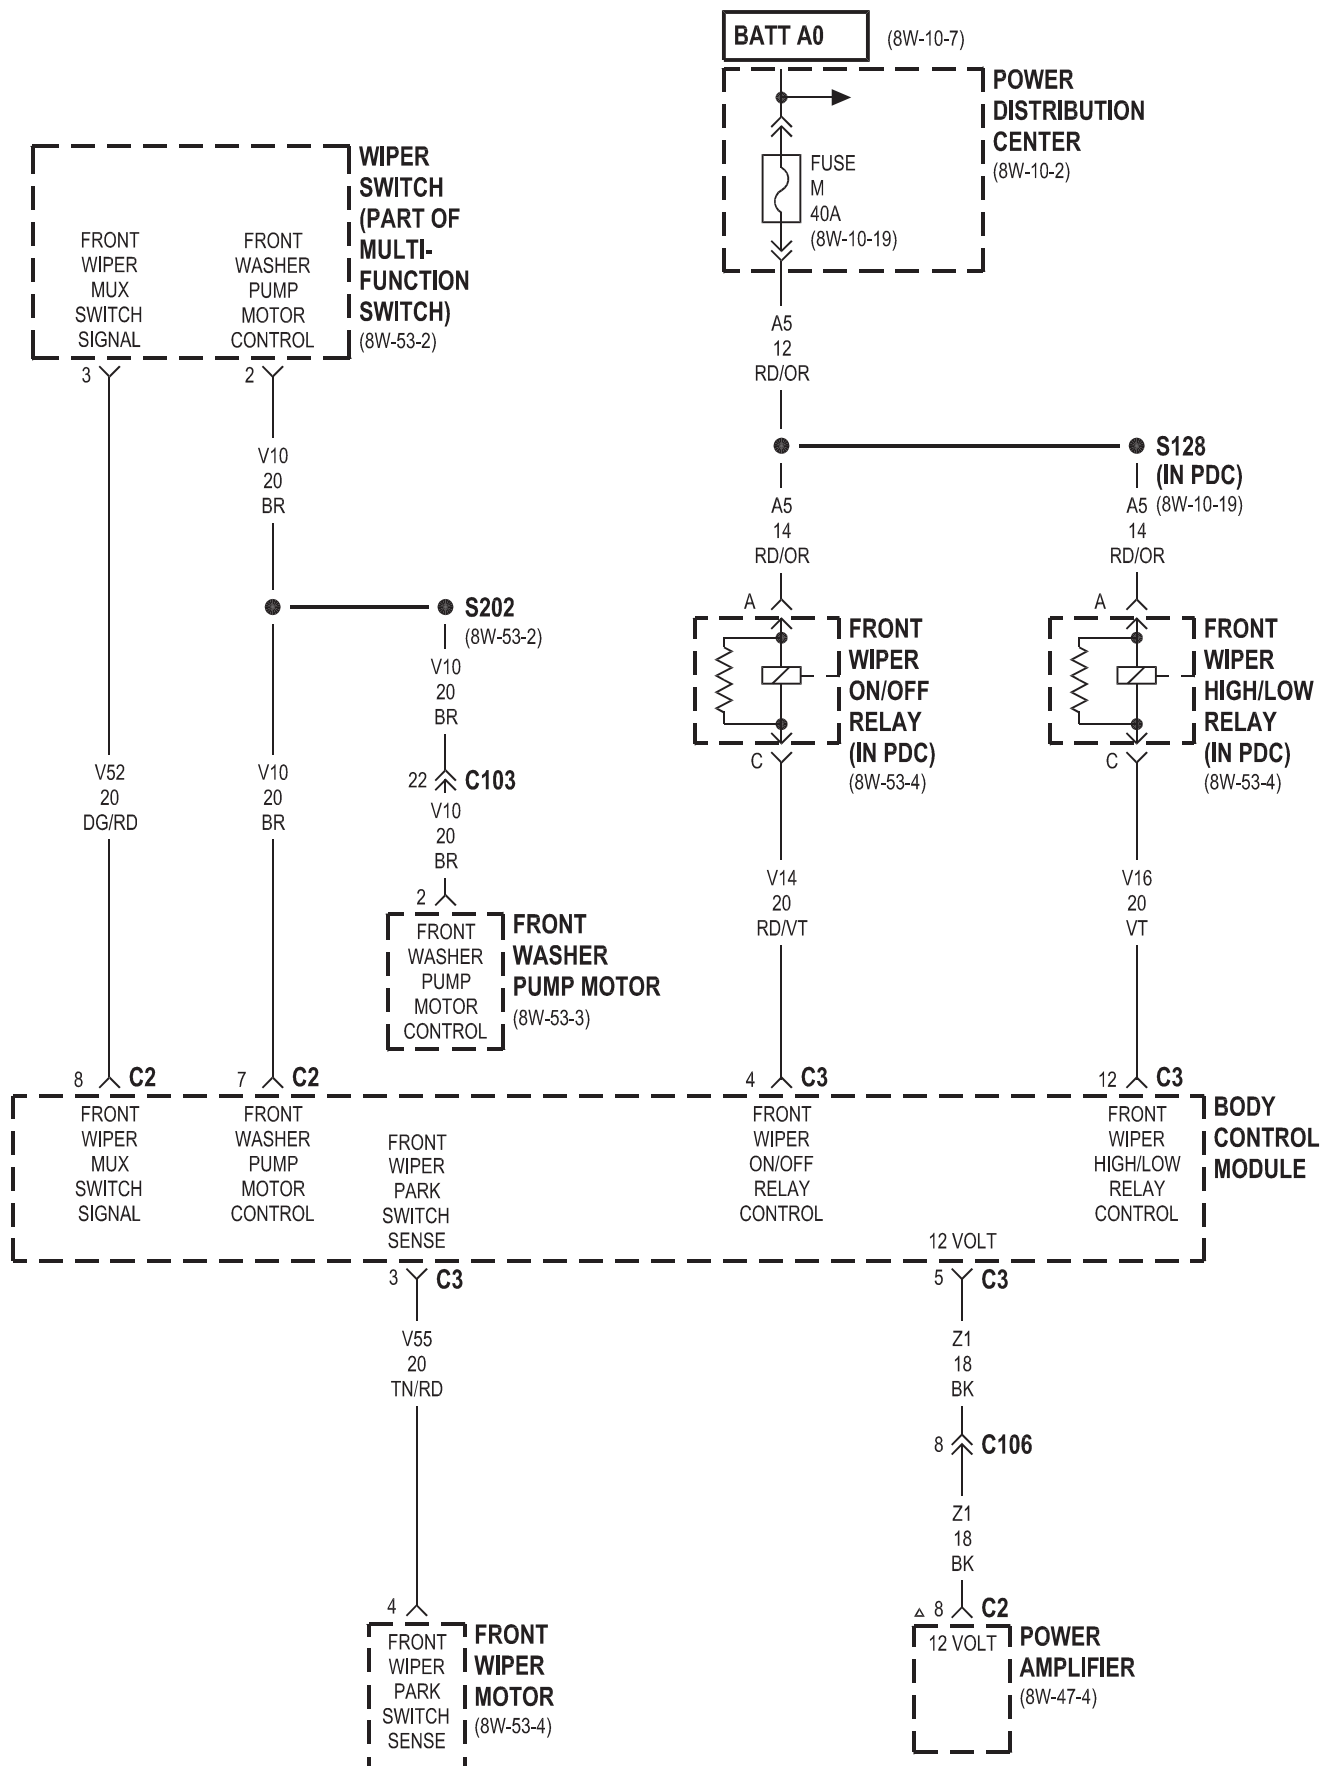 BATT A0
(8W-10-7)
POWER
DISTRIBUTION
CENTER
(8W-10-2)
FUSE
M
40A
(8W-10-19)
WIPER
SWITCH
(PART OF
MULTI-
FUNCTION
SWITCH)
(8W-53-2)
FRONT
WIPER
MUX
SWITCH
SIGNAL
FRONT
WASHER
PUMP
MOTOR
CONTROL
3
2
A5
12
RD/OR
V10
20
BR
S128
(IN PDC)
(8W-10-19)
A5
14
RD/OR
A5
14
RD/OR
S202
(8W-53-2)
V10
20
BR
A
FRONT
WIPER
ON/OFF
RELAY
(IN PDC)
(8W-53-4)
C
A
FRONT
WIPER
HIGH/LOW
RELAY
(IN PDC)
(8W-53-4)
C
V52
20
DG/RD
V10
20
BR
22
C103
V10
20
BR
2
FRONT
WASHER
PUMP
MOTOR
CONTROL
FRONT
WASHER
PUMP MOTOR
(8W-53-3)
V14
20
RD/VT
V16
20
VT
8 C2
7 C2
4 C3
12 C3
BODY
CONTROL
MODULE
FRONT
WIPER
MUX
SWITCH
SIGNAL
FRONT
WASHER
PUMP
MOTOR
CONTROL
FRONT
WIPER
PARK
SWITCH
SENSE
FRONT
WIPER
ON/OFF
RELAY
CONTROL
12 VOLT
FRONT
WIPER
HIGH/LOW
RELAY
CONTROL
3 C3
5 C3
V55
20
TN/RD
Z1
18
BK
8 C106
Z1
18
BK
4
FRONT
WIPER
PARK
SWITCH
SENSE
FRONT
WIPER
MOTOR
(8W-53-4)
△ 8 C2
12 VOLT
POWER
AMPLIFIER
(8W-47-4)